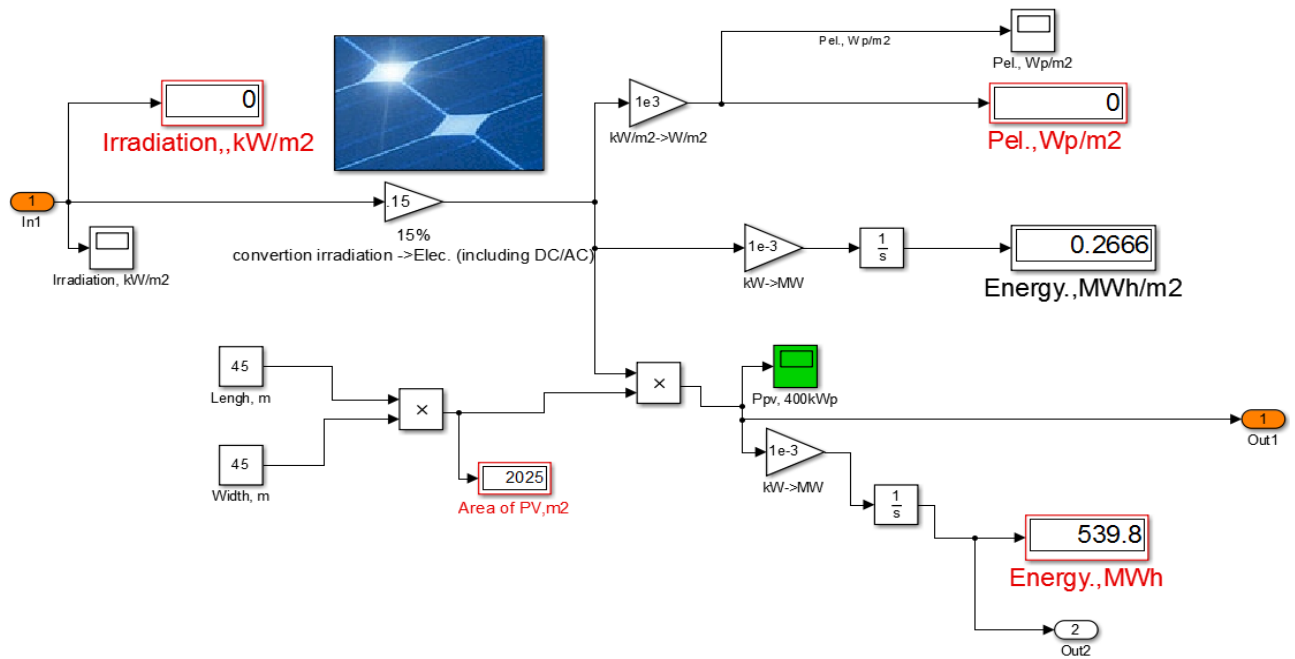 Pel., Wp/m2
Pel., Wp/m2
0
Irradiation,,kW/m2
1e3
kW/m2->W/m2
0
Pel.,Wp/m2
1
In1
.15
15%
convertion irradiation ->Elec. (including DC/AC)
Irradiation, kW/m2
1e-3
kW->MW
1
s
0.2666
Energy.,MWh/m2
45
Lengh, m
×
×
Ppv, 400kWp
1
Out1
45
Width, m
2025
Area of PV,m2
1e-3
kW->MW
1
s
539.8
Energy.,MWh
2
Out2